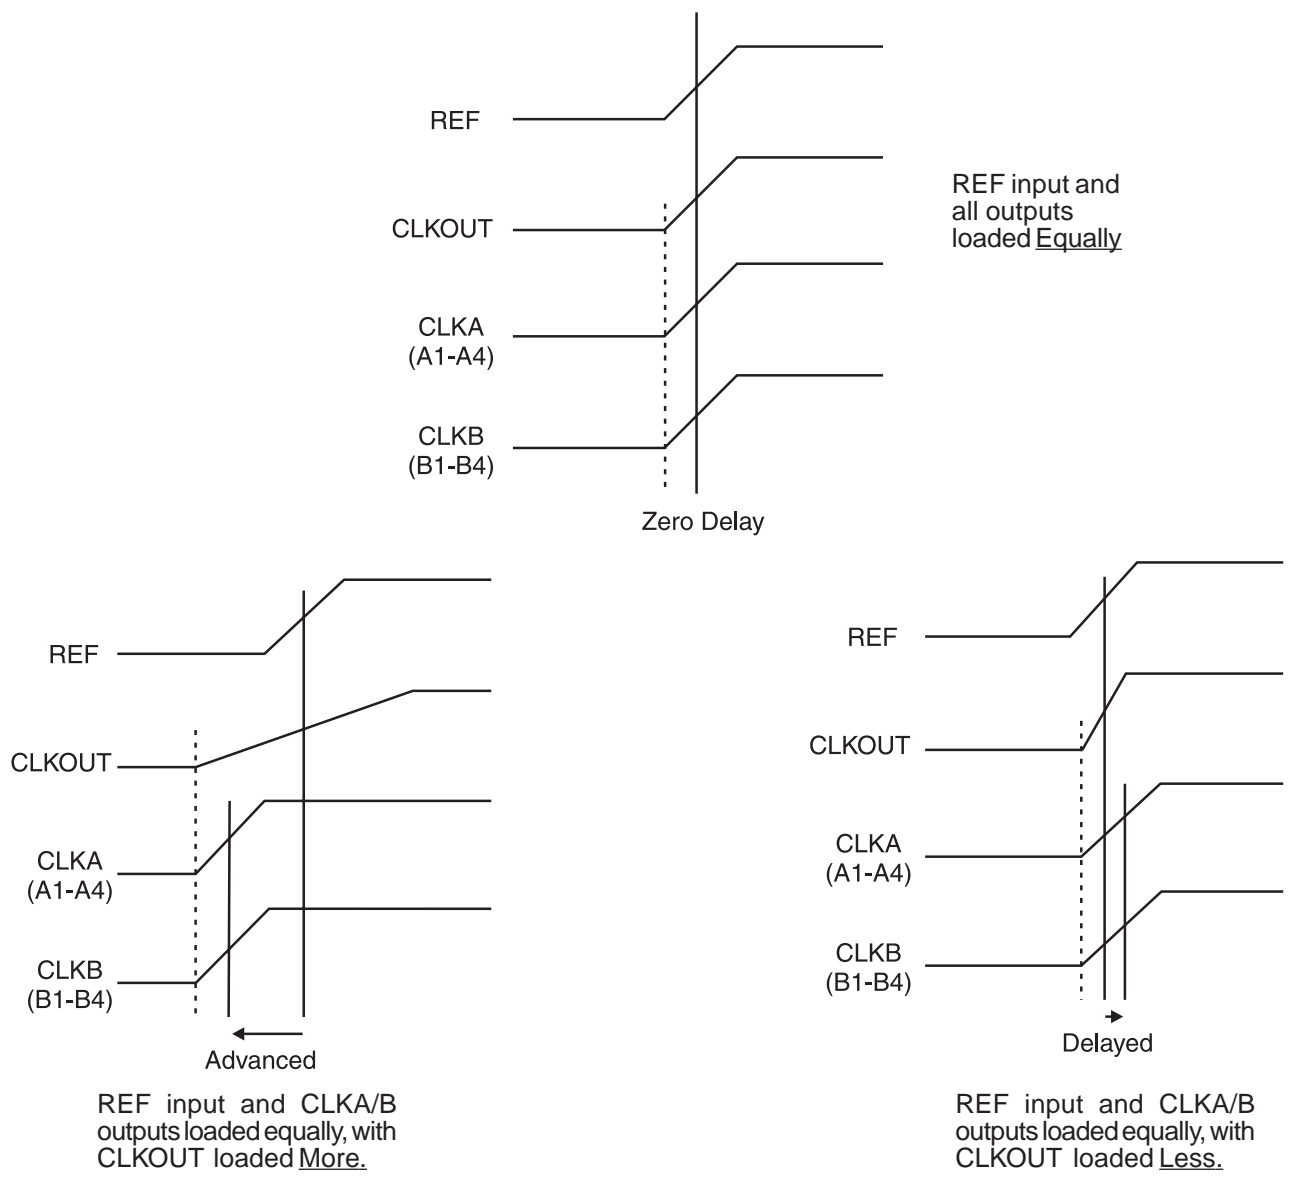 REF
CLKOUT
CLKA
(A1-A4)
CLKB
(B1-B4)
REF input and
all outputs
loaded Equally
Zero Delay
REF
CLKOUT
CLKA
(A1-A4)
CLKB
(B1-B4)
Advanced
REF input and CLKA/B
outputs loaded equally, with
CLKOUT loaded More.
REF
CLKOUT
CLKA
(A1-A4)
CLKB
(B1-B4)
Delayed
REF input and CLKA/B
outputs loaded equally, with
CLKOUT loaded Less.